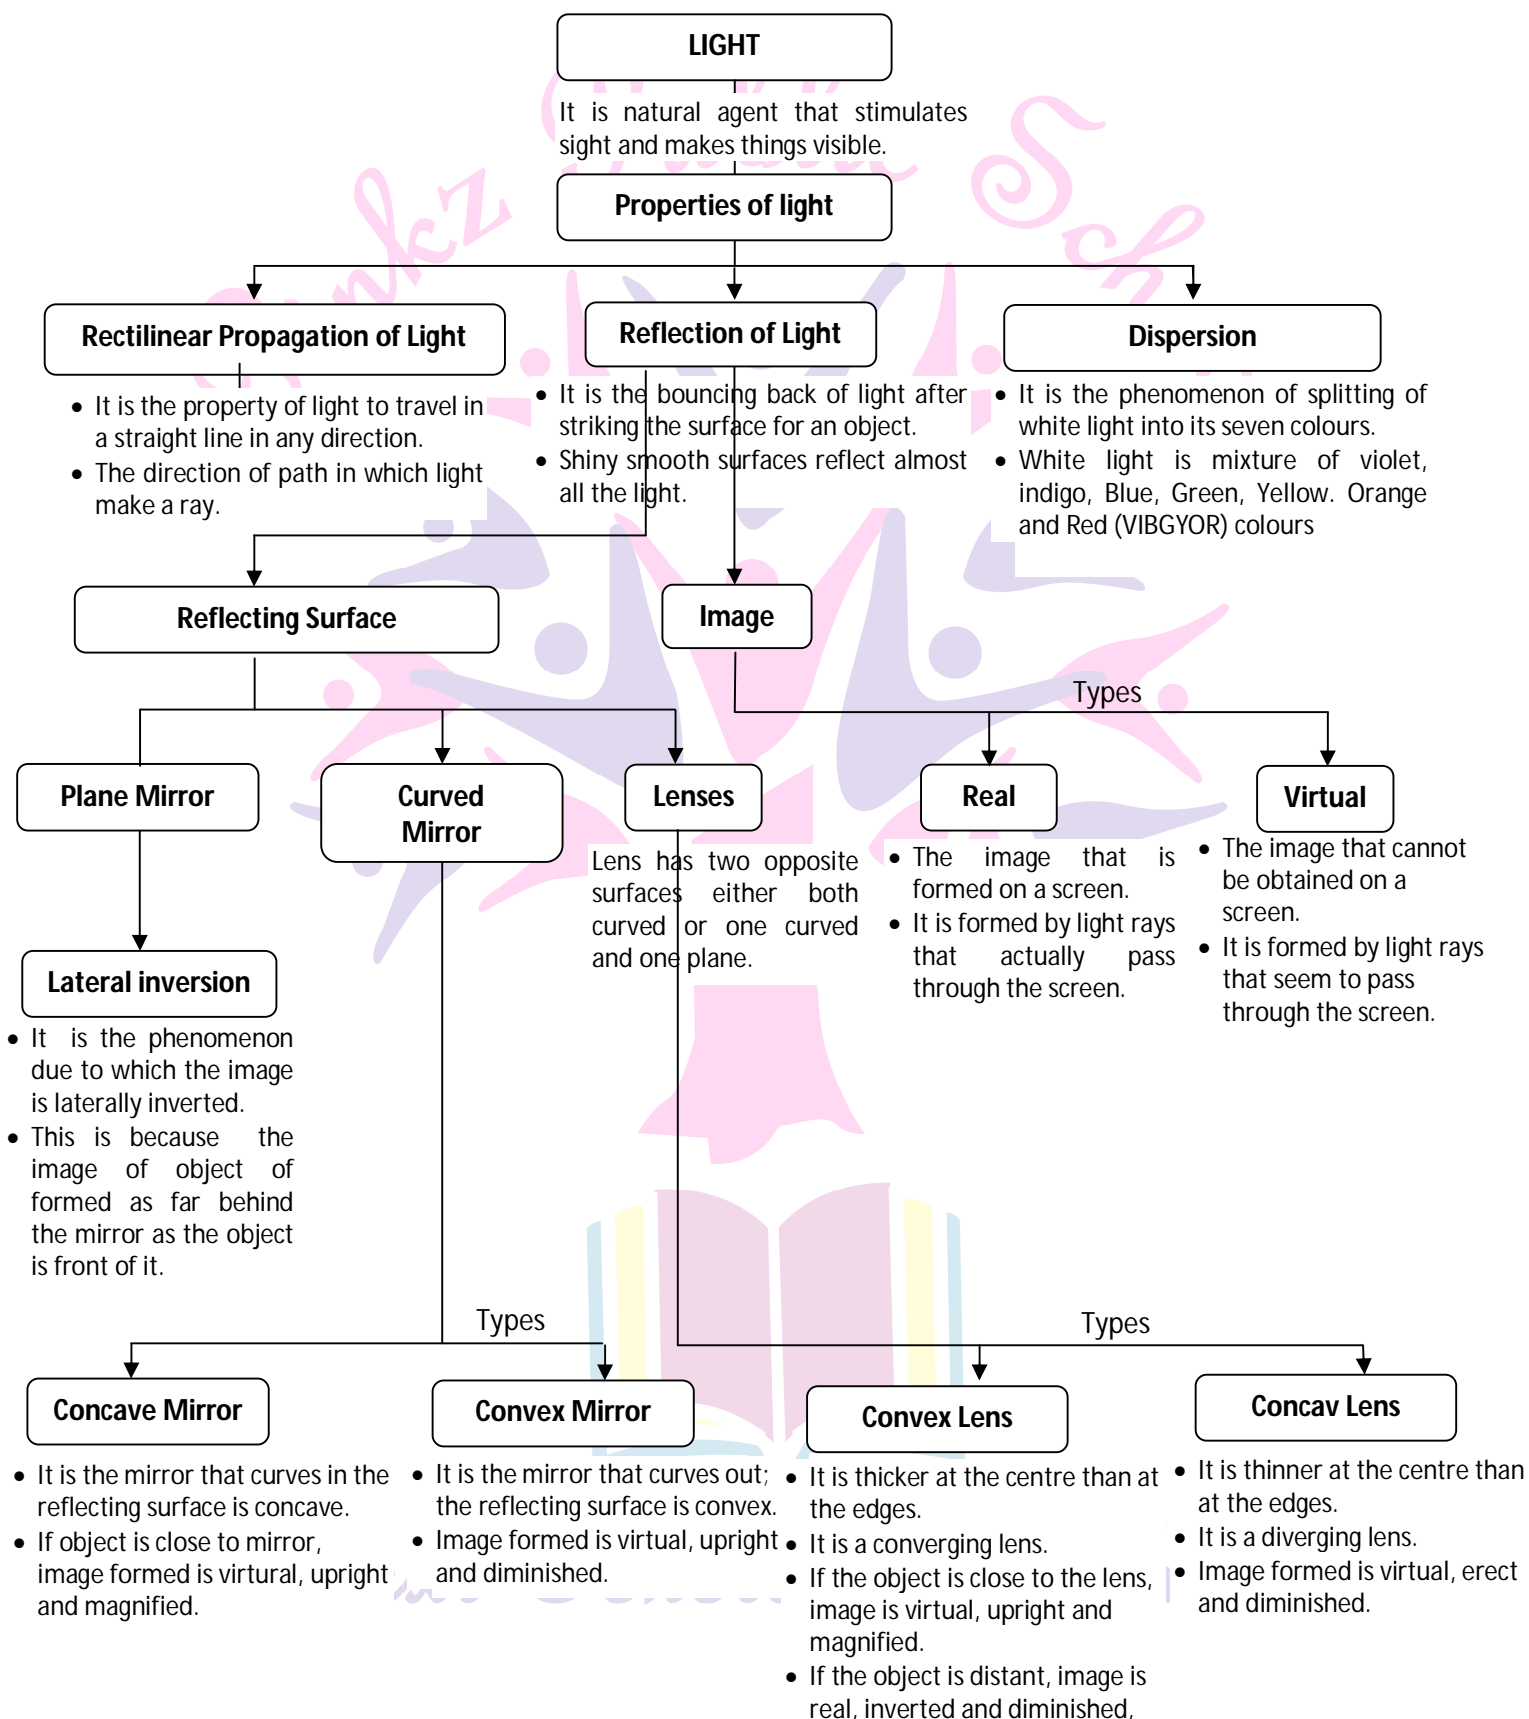 LIGHT
It is natural agent that stimulates
sight and makes things visible.
Properties of light
Rectilinear Propagation of Light
• It is the property of light to travel in
a straight line in any direction.
• The direction of path in which light
make a ray.
Reflection of Light
• It is the bouncing back of light after
striking the surface for an object.
• Shiny smooth surfaces reflect almost
all the light.
Dispersion
• It is the phenomenon of splitting of
white light into its seven colours.
• White light is mixture of violet,
indigo, Blue, Green, Yellow. Orange
and Red (VIBGYOR) colours
Reflecting Surface
Image
Types
Plane Mirror
Curved
Mirror
Lenses
Lens has two opposite
surfaces either both
curved or one curved
and one plane.
Real
• The image that is
formed on a screen.
• It is formed by light rays
that actually pass
through the screen.
Virtual
• The image that cannot
be obtained on a
screen.
• It is formed by light rays
that seem to pass
through the screen.
Lateral inversion
• It is the phenomenon
due to which the image
is laterally inverted.
• This is because the
image of object of
formed as far behind
the mirror as the object
is front of it.
Types
Types
Concave Mirror
• It is the mirror that curves in the
reflecting surface is concave.
• If object is close to mirror,
image formed is virtural, upright
and magnified.
Convex Mirror
• It is the mirror that curves out;
the reflecting surface is convex.
• Image formed is virtual, upright
and diminished.
Convex Lens
• It is thicker at the centre than at
the edges.
• It is a converging lens.
• If the object is close to the lens,
image is virtual, upright and
magnified.
• If the object is distant, image is
real, inverted and diminished,
Concav Lens
• It is thinner at the centre than
at the edges.
• It is a diverging lens.
• Image formed is virtual, erect
and diminished.